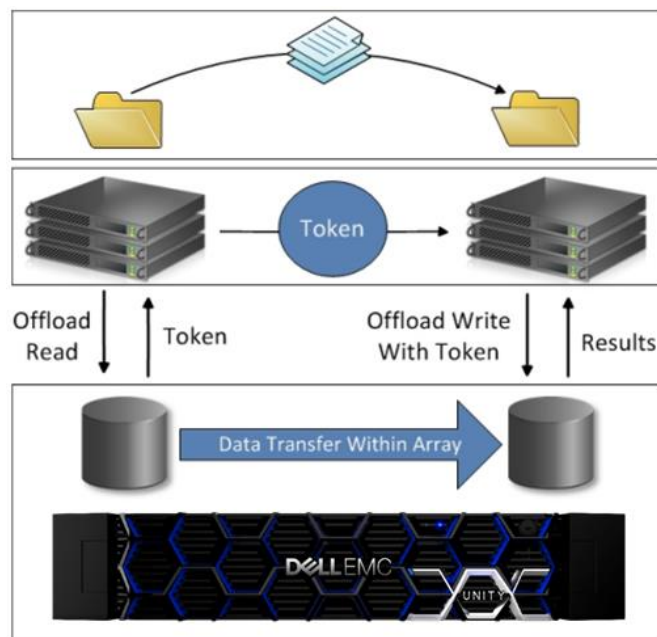 Token
Offload
Read
Token
Offload Write
With Token
Results
Data Transfer Within Array
DELLEMC
UNITY